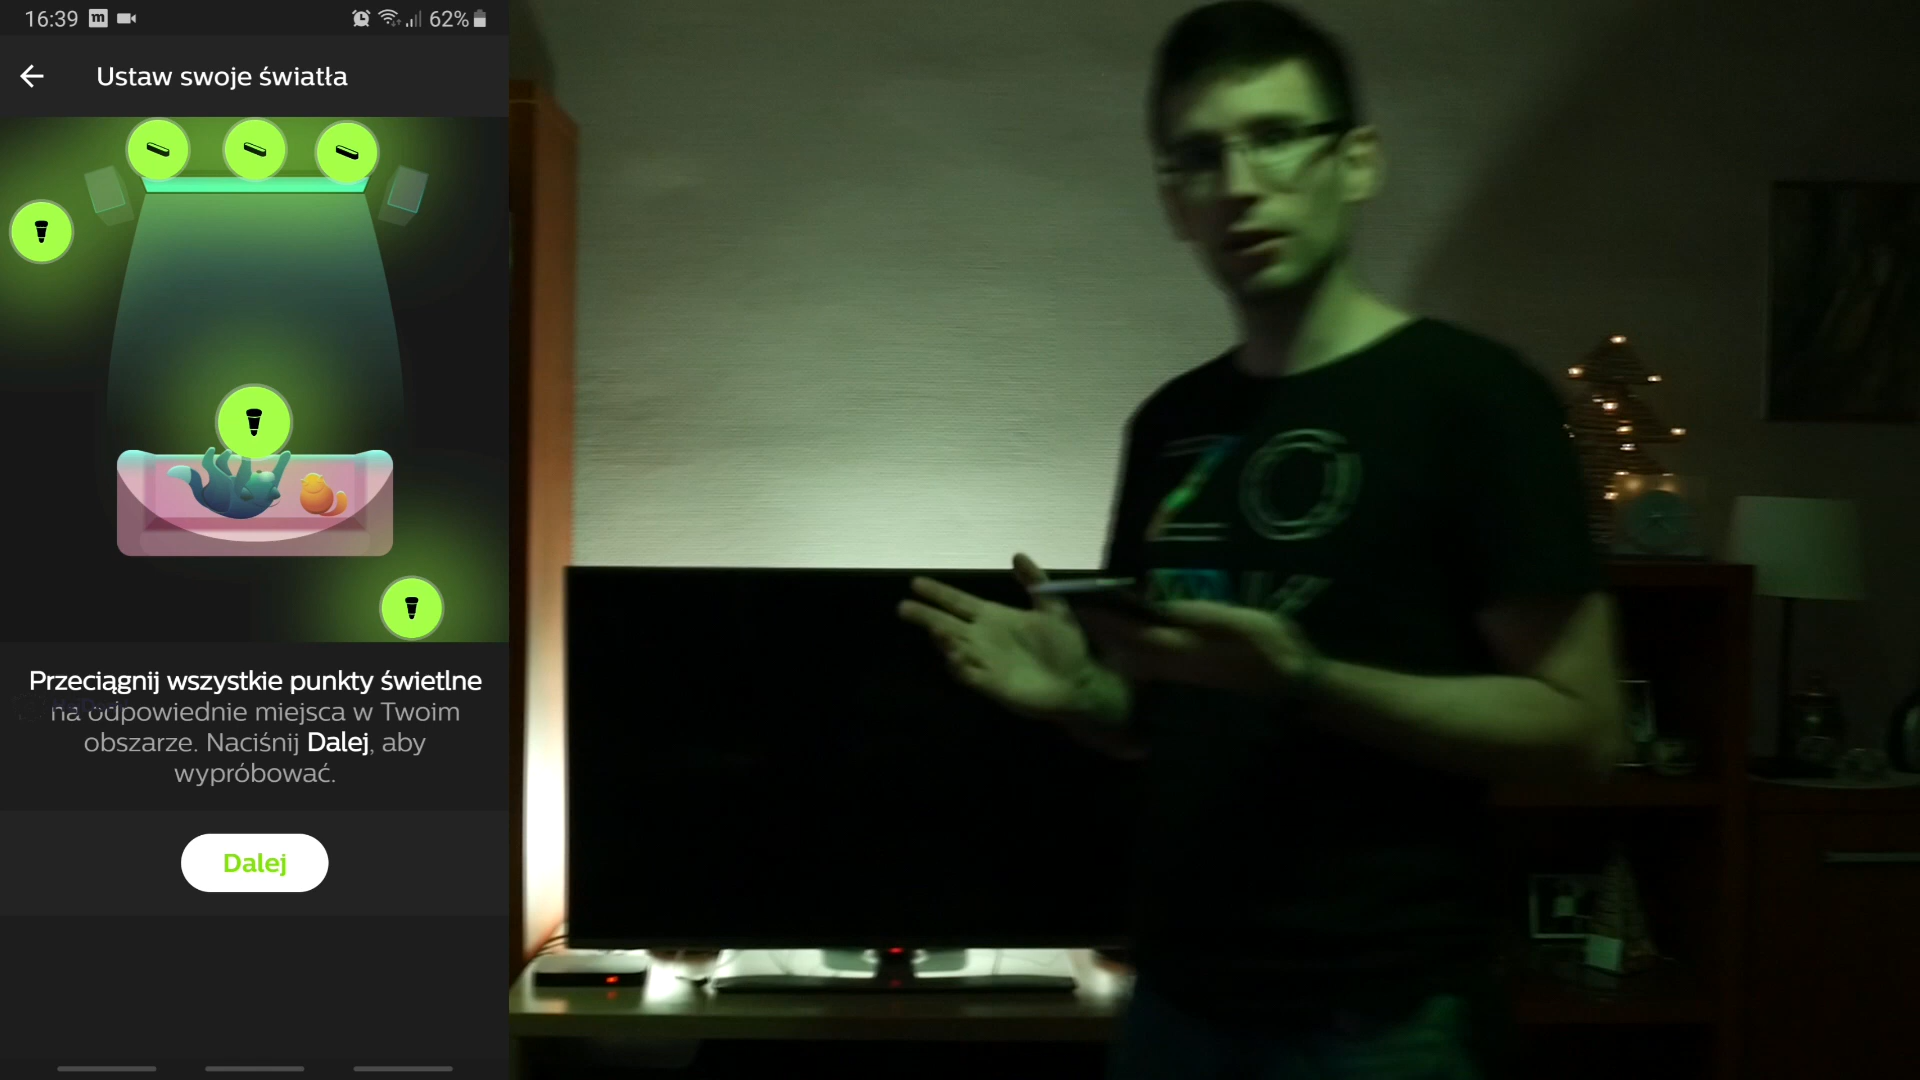 16:39
62%
Ustaw swoje światła
Przeciągnij wszystkie punkty świetlne
na odpowiednie miejsca w Twoim
obszarze. Naciśnij Dalej, aby
wypróbować.
Dalej
ZO